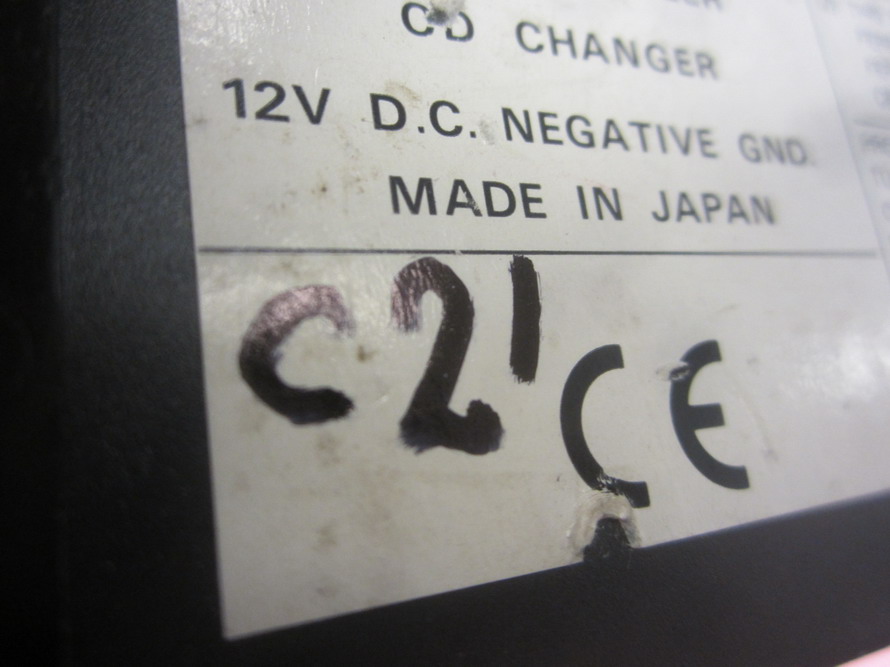 CD CHANGER
12V D.C. NEGATIVE GND.
MADE IN JAPAN
C21
CE